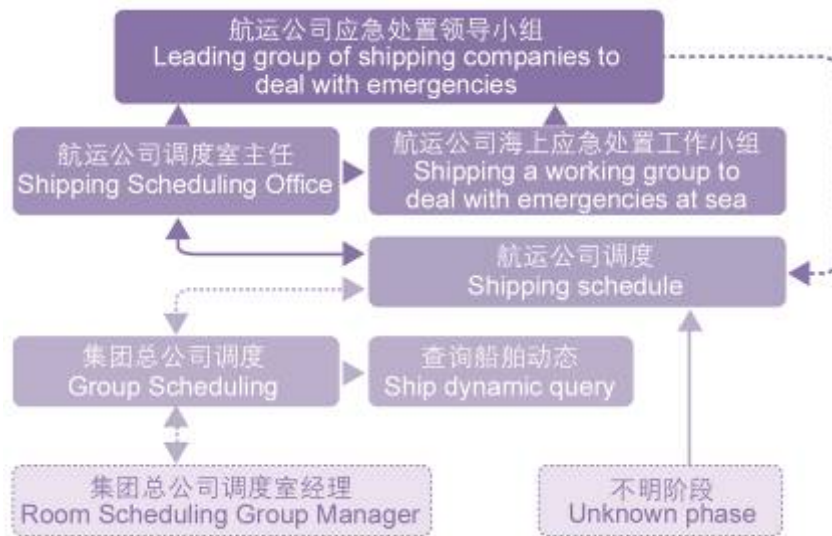 航运公司应急处置领导小组
Leading group of shipping companies to
deal with emergencies
航运公司调度室主任
Shipping Scheduling Office
航运公司海上应急处置工作小组
Shipping a working group to
deal with emergencies at sea
航运公司调度
Shipping schedule
集团总公司调度
Group Scheduling
查询船舶动态
Ship dynamic query
集团总公司调度室经理
Room Scheduling Group Manager
不明阶段
Unknown phase